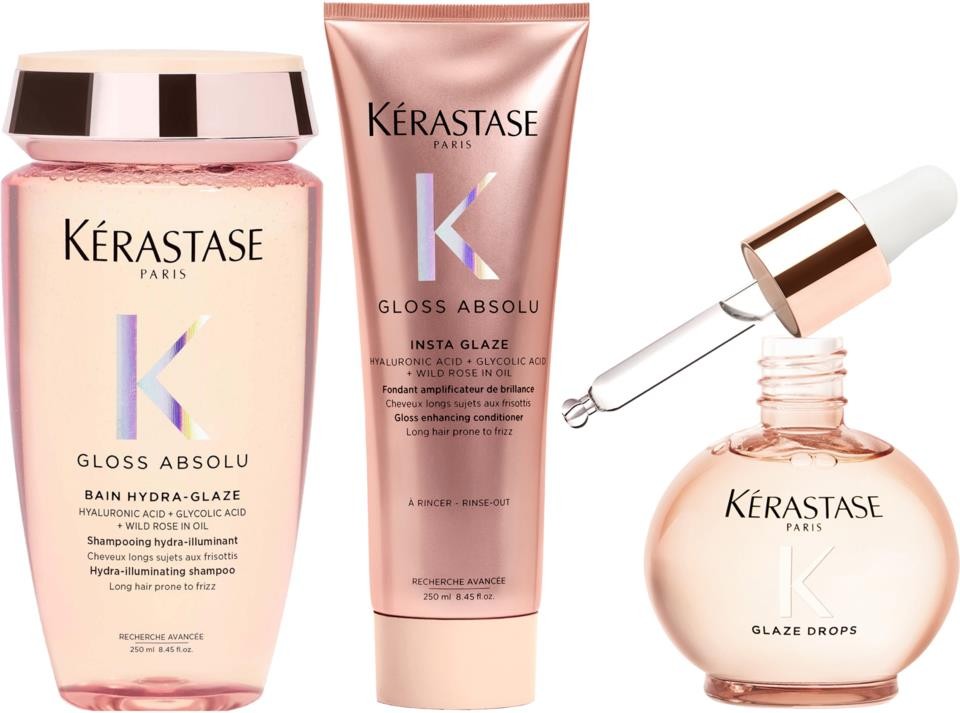 KÉRASTASE
PARIS
K
GLOSS ABSOLU
BAIN HYDRA-GLAZE
HYALURONIC ACID + GLYCOLIC ACID
+ WILD ROSE IN OIL
Shampooing hydra-illuminant
Cheveux longs sujets aux frisottis
Hydra-illuminating shampoo
Long hair prone to frizz
RECHERCHE AVANCÉE
250 ml 8.45 fl.oz.
KÉRASTASE
PARIS
K
GLOSS ABSOLU
INSTA GLAZE
HYALURONIC ACID + GLYCOLIC ACID
+ WILD ROSE IN OIL
Fondant amplificateur de brillance
Cheveux longs sujets aux frisottis
Gloss enhancing conditioner
Long hair prone to frizz
À RINCER - RINSE-OUT
RECHERCHE AVANCÉE
250 ml 8.45 fl.oz.
KÉRASTASE
PARIS
K
GLAZE DROPS